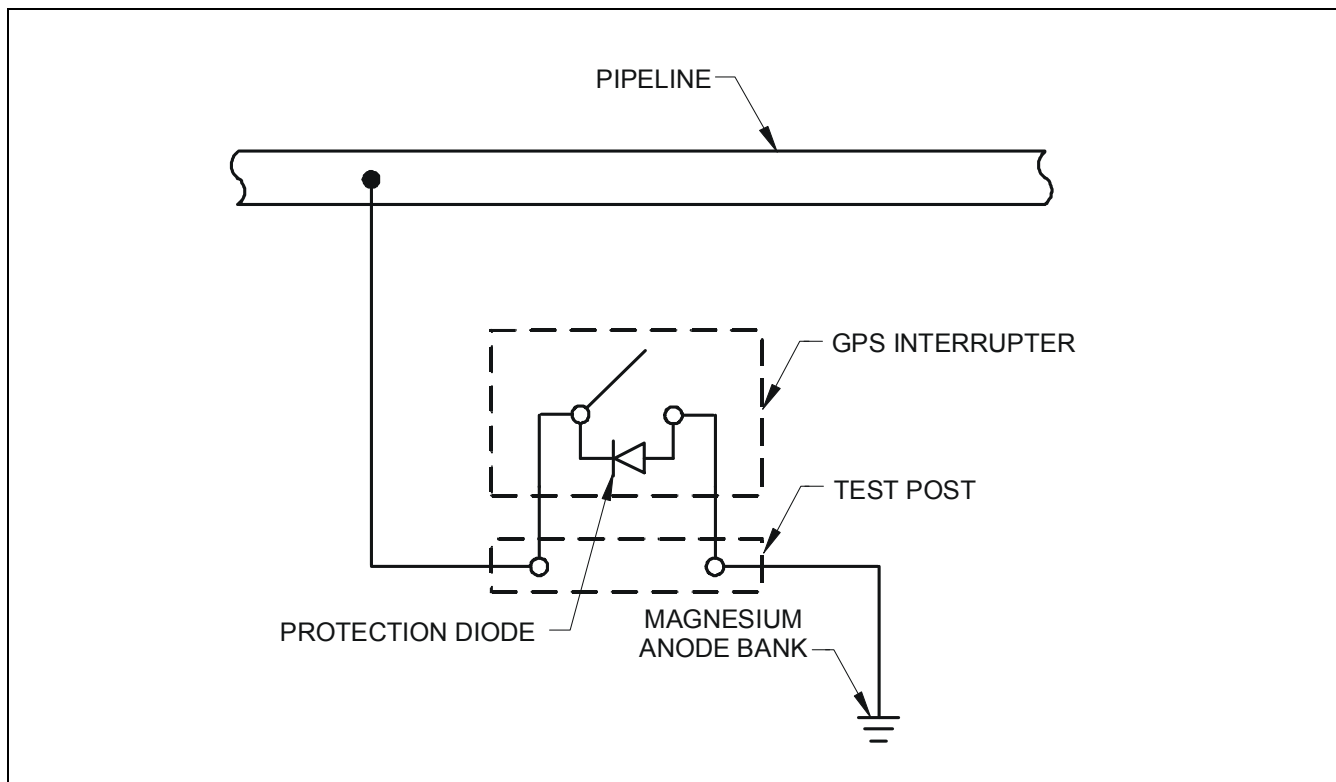 PIPELINE
GPS INTERRUPTER
TEST POST
PROTECTION DIODE
MAGNESIUM
ANODE BANK